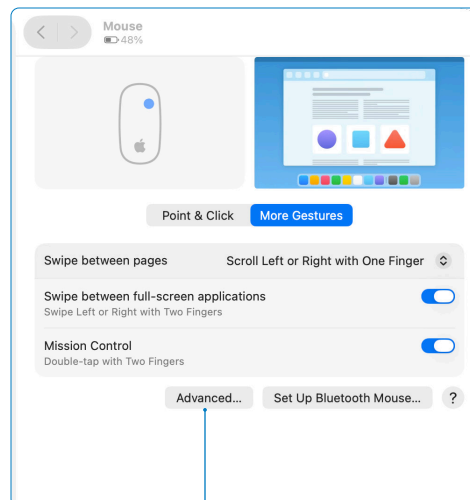 Mouse
48%
Point & Click
More Gestures
Swipe between pages
Scroll Left or Right with One Finger
Swipe between full-screen applications
Swipe Left or Right with Two Fingers
Mission Control
Double-tap with Two Fingers
Advanced...
Set Up Bluetooth Mouse...
?